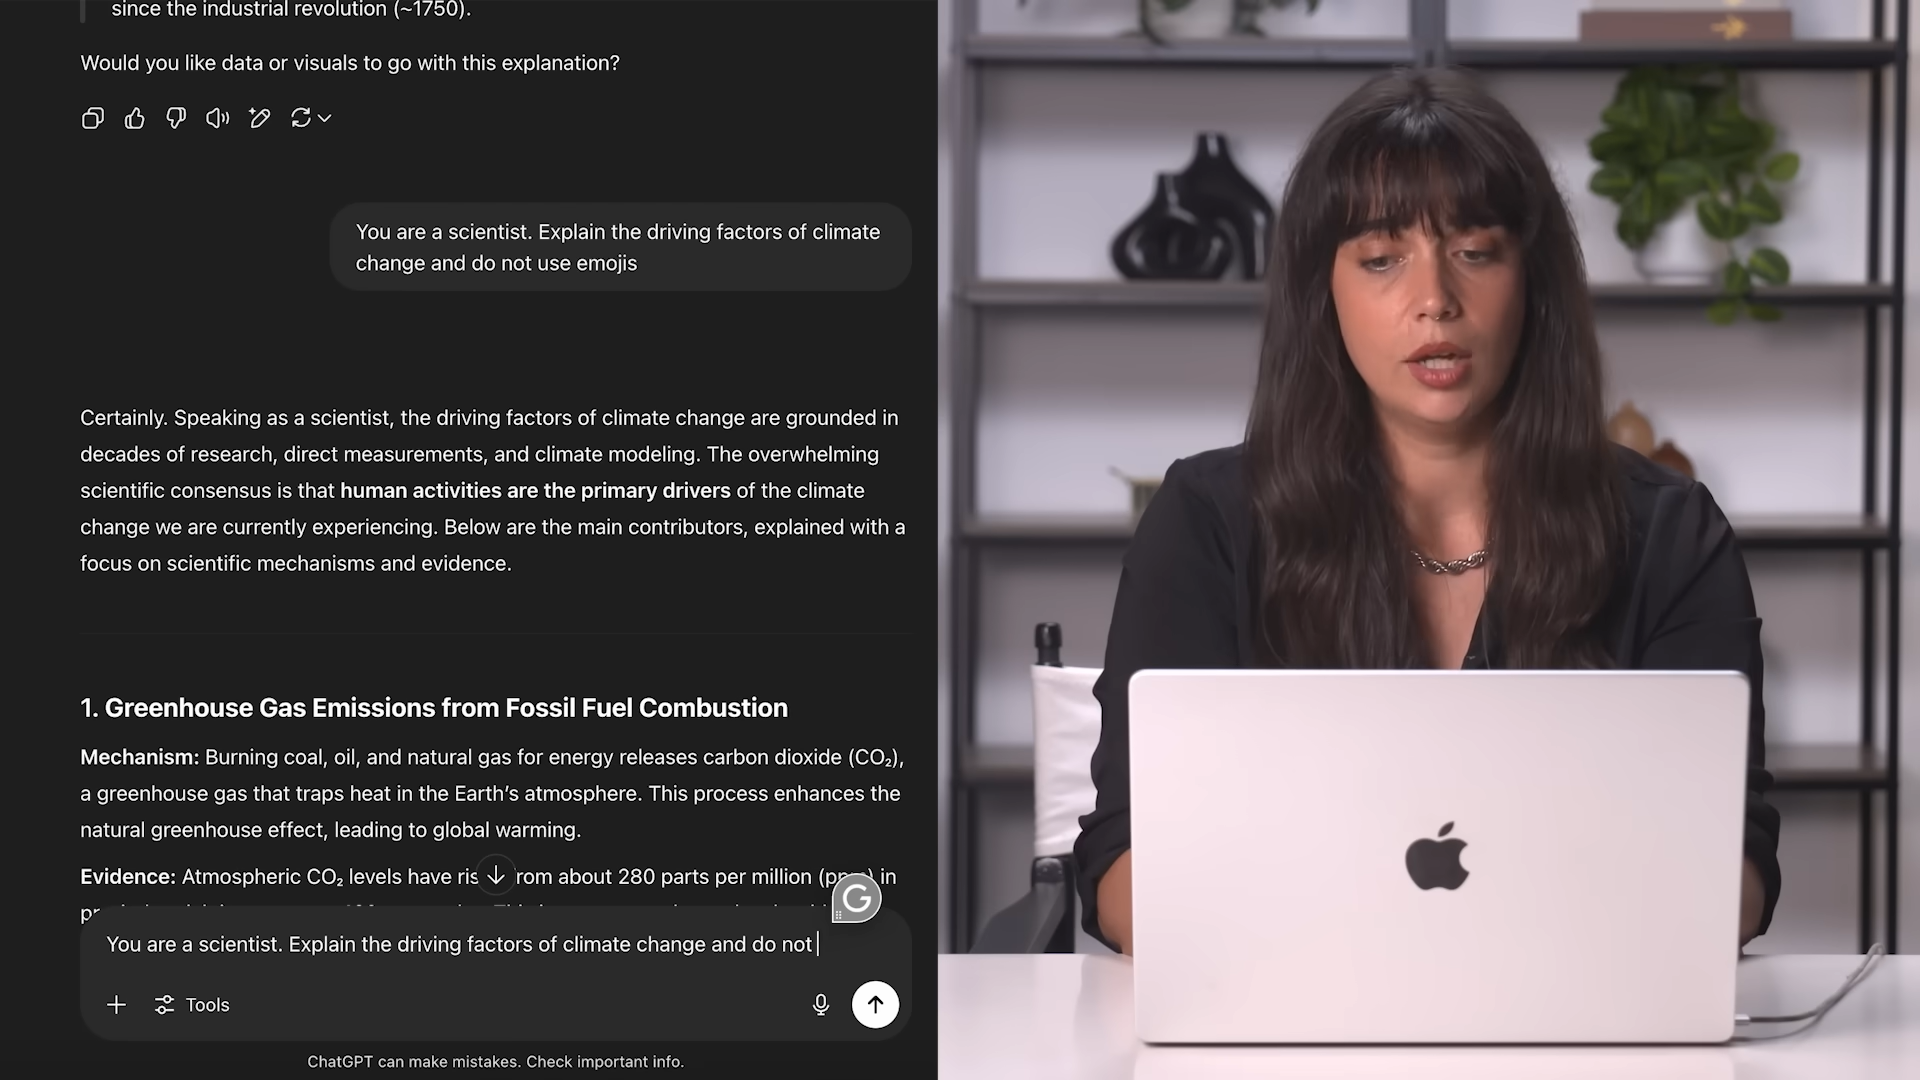 since the industrial revolution (~1750).
Would you like data or visuals to go with this explanation?
You are a scientist. Explain the driving factors of climate
change and do not use emojis
Certainly. Speaking as a scientist, the driving factors of climate change are grounded in
decades of research, direct measurements, and climate modeling. The overwhelming
scientific consensus is that human activities are the primary drivers of the climate
change we are currently experiencing. Below are the main contributors, explained with a
focus on scientific mechanisms and evidence.
1. Greenhouse Gas Emissions from Fossil Fuel Combustion
Mechanism: Burning coal, oil, and natural gas for energy releases carbon dioxide (CO₂),
a greenhouse gas that traps heat in the Earth’s atmosphere. This process enhances the
natural greenhouse effect, leading to global warming.
Evidence: Atmospheric CO₂ levels have from about 280 parts per million in
You are a scientist. Explain the driving factors of climate change and do not
Tools
ChatGPT can make mistakes. Check important info.